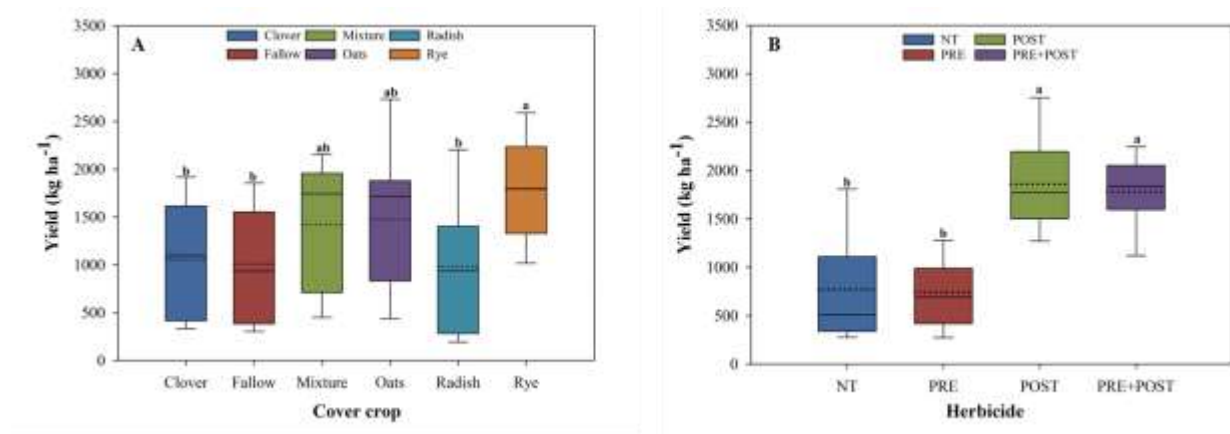 A
Clover Mixture Radish
Fallow Oats Rye
Yield (kg ha-1)
3500
3000
2500
2000
1500
1000
500
0
b b ab ab b a
Clover Fallow Mixture Oats Radish Rye
Cover crop
B
NT POST
PRE PRE+POST
Yield (kg ha-1)
3500
3000
2500
2000
1500
1000
500
0
b b a a
NT PRE POST PRE+POST
Herbicide